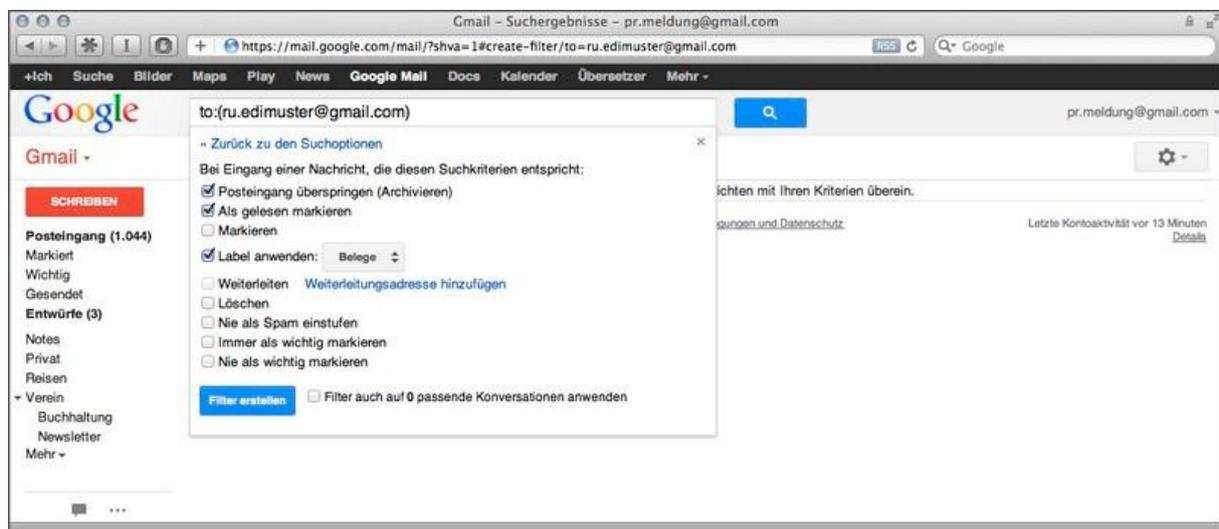 Gmail – Suchergebnisse – pr.meldung@gmail.com
https://mail.google.com/mail/?shva=1#create-filter/to=ru.edimuster@gmail.com RSS Google
+Ich Suche Bilder Maps Play News Google Mail Docs Kalender Übersetzer Mehr
Google to:(ru.edimuster@gmail.com) pr.meldung@gmail.com
« Zurück zu den Suchoptionen
Gmail
Bei Eingang einer Nachricht, die diesen Suchkriterien entspricht:
Posteingang überspringen (Archivieren) ichten mit Ihren Kriterien überein.
SCHREIBEN
Als gelesen markieren
Markieren gungen und Datenschutz Letzte Kontoaktivität vor 13 Minuten
Posteingang (1.044) Details
Markiert Label anwenden: Belege
Wichtig
Weiterleiten Weiterleitungsadresse hinzufügen
Gesendet
Löschen
Entwürfe (3)
Nie als Spam einstufen
Notes Immer als wichtig markieren
Privat Nie als wichtig markieren
Reisen
Verein Filter erstellen Filter auch auf 0 passende Konversationen anwenden
Buchhaltung
Newsletter
Mehr